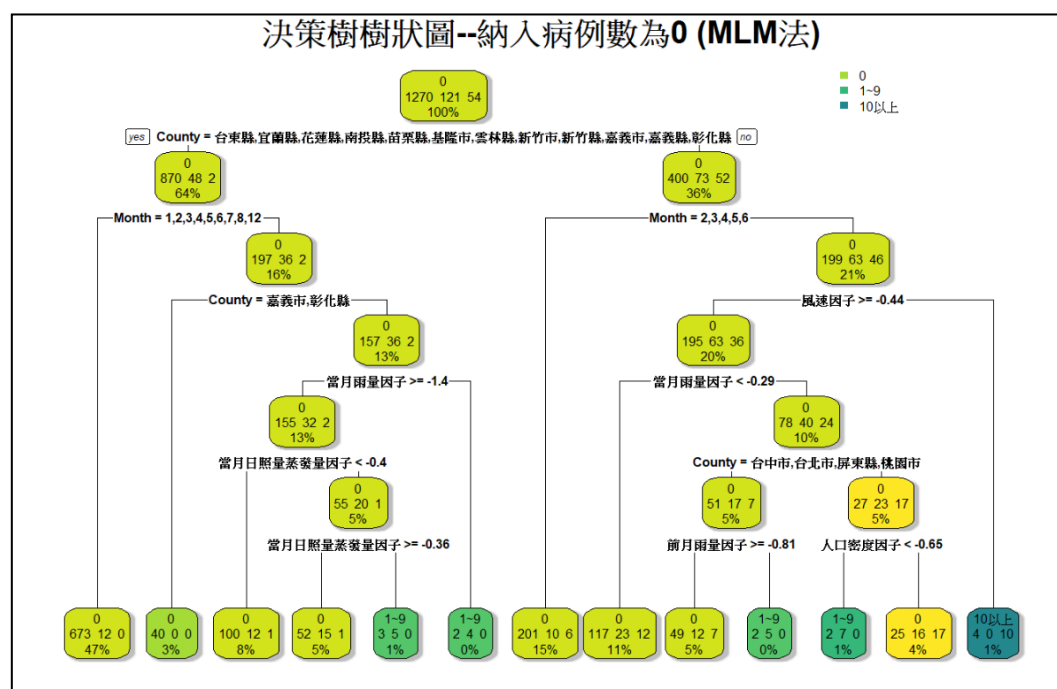 決策樹樹狀圖--納入病例數為0 (MLM法)
0
1~9
10以上
0
1270 121 54
100%
yes County = 台東縣,宜蘭縣,花蓮縣,南投縣,苗栗縣,基隆市,雲林縣,新竹市,新竹縣,嘉義市,嘉義縣,彰化縣 no
0
870 48 2
64%
0
400 73 52
36%
Month = 1,2,3,4,5,6,7,8,12
Month = 2,3,4,5,6
0
197 36 2
16%
0
199 63 46
21%
County = 嘉義市,彰化縣
風速因子 >= -0.44
0
157 36 2
13%
0
195 63 36
20%
當月雨量因子 >= -1.4
當月雨量因子 < -0.29
0
155 32 2
13%
0
78 40 24
10%
當月日照量蒸發量因子 < -0.4
County = 台中市,台北市,屏東縣,桃園市
0
55 20 1
5%
0
51 17 7
5%
0
27 23 17
5%
當月日照量蒸發量因子 >= -0.36
前月雨量因子 >= -0.81
人口密度因子 < -0.65
0
673 12 0
47%
0
40 0 0
3%
0
100 12 1
8%
0
52 15 1
5%
1~9
3 5 0
1%
1~9
2 4 0
0%
0
201 10 6
15%
0
117 23 12
11%
0
49 12 7
5%
1~9
2 5 0
0%
1~9
2 7 0
1%
0
25 16 17
4%
10以上
4 0 10
1%